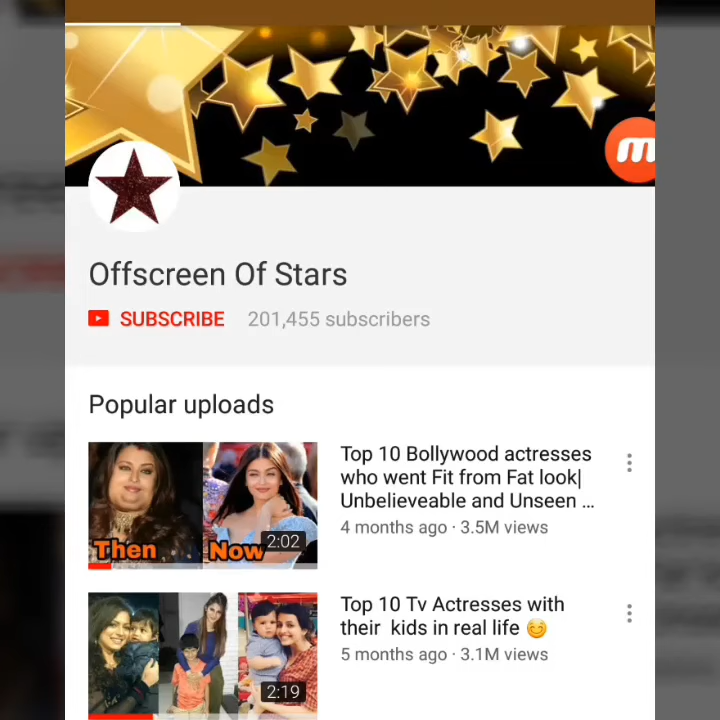 m
Offscreen Of Stars
SUBSCRIBE 201,455 subscribers
Popular uploads
Top 10 Bollywood actresses
who went Fit from Fat look|
Unbelieveable and Unseen ...
4 months ago · 3.5M views
Then Now 2:02
Top 10 Tv Actresses with
their kids in real life 😊
5 months ago · 3.1M views
2:19